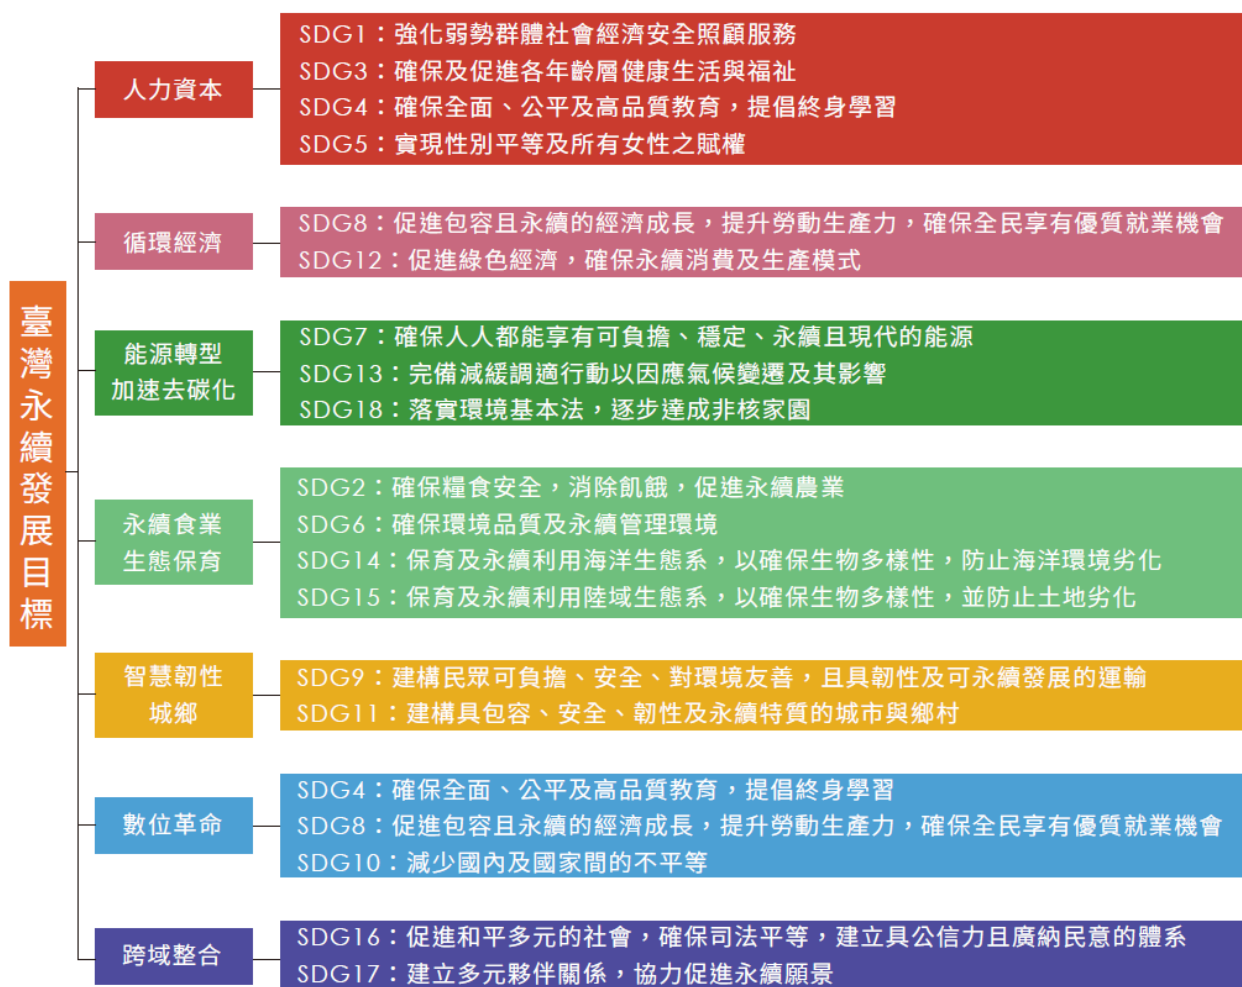 臺灣永續發展目標
人力資本
SDG1：強化弱勢群體社會經濟安全照顧服務
SDG3：確保及促進各年齡層健康生活與福祉
SDG4：確保全面、公平及高品質教育，提倡終身學習
SDG5：實現性別平等及所有女性之賦權
循環經濟
SDG8：促進包容且永續的經濟成長，提升勞動生產力，確保全民享有優質就業機會
SDG12：促進綠色經濟，確保永續消費及生產模式
能源轉型
加速去碳化
SDG7：確保人人都能享有可負擔、穩定、永續且現代的能源
SDG13：完備減緩調適行動以因應氣候變遷及其影響
SDG18：落實環境基本法，逐步達成非核家園
永續食業
生態保育
SDG2：確保糧食安全，消除飢餓，促進永續農業
SDG6：確保環境品質及永續管理環境
SDG14：保育及永續利用海洋生態系，以確保生物多樣性，防止海洋環境劣化
SDG15：保育及永續利用陸域生態系，以確保生物多樣性，並防止土地劣化
智慧韌性
城鄉
SDG9：建構民眾可負擔、安全、對環境友善，且具韌性及可永續發展的運輸
SDG11：建構具包容、安全、韌性及永續特質的城市與鄉村
數位革命
SDG4：確保全面、公平及高品質教育，提倡終身學習
SDG8：促進包容且永續的經濟成長，提升勞動生產力，確保全民享有優質就業機會
SDG10：減少國內及國家間的不平等
跨域整合
SDG16：促進和平多元的社會，確保司法平等，建立具公信力且廣納民意的體系
SDG17：建立多元夥伴關係，協力促進永續願景